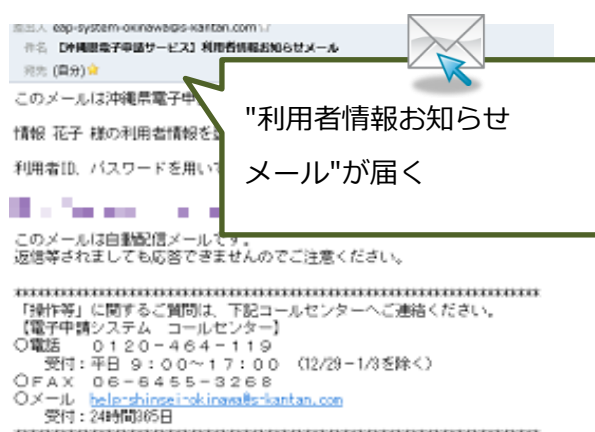 差出人 eap-system-okinawa@s-kantan.com
件名 【沖縄県電子申請サービス】利用者情報お知らせメール
宛先 (自分)
このメールは沖縄県電子申
情報 花子 様の利用者情報を
利用者ID、パスワードを用いて
"利用者情報お知らせ
メール"が届く
このメールは自動配信メールです。
返信等されましても応答できませんのでご注意ください。
「操作等」に関するご質問は、下記コールセンターへご連絡ください。
【電子申請システム コールセンター】
○電話 0120-464-119
受付:平日 9:00~17:00 (12/29-1/3を除く)
○FAX 06-6455-3268
○メール help-shinsei-okinawa@s-kantan.com
受付:24時間365日